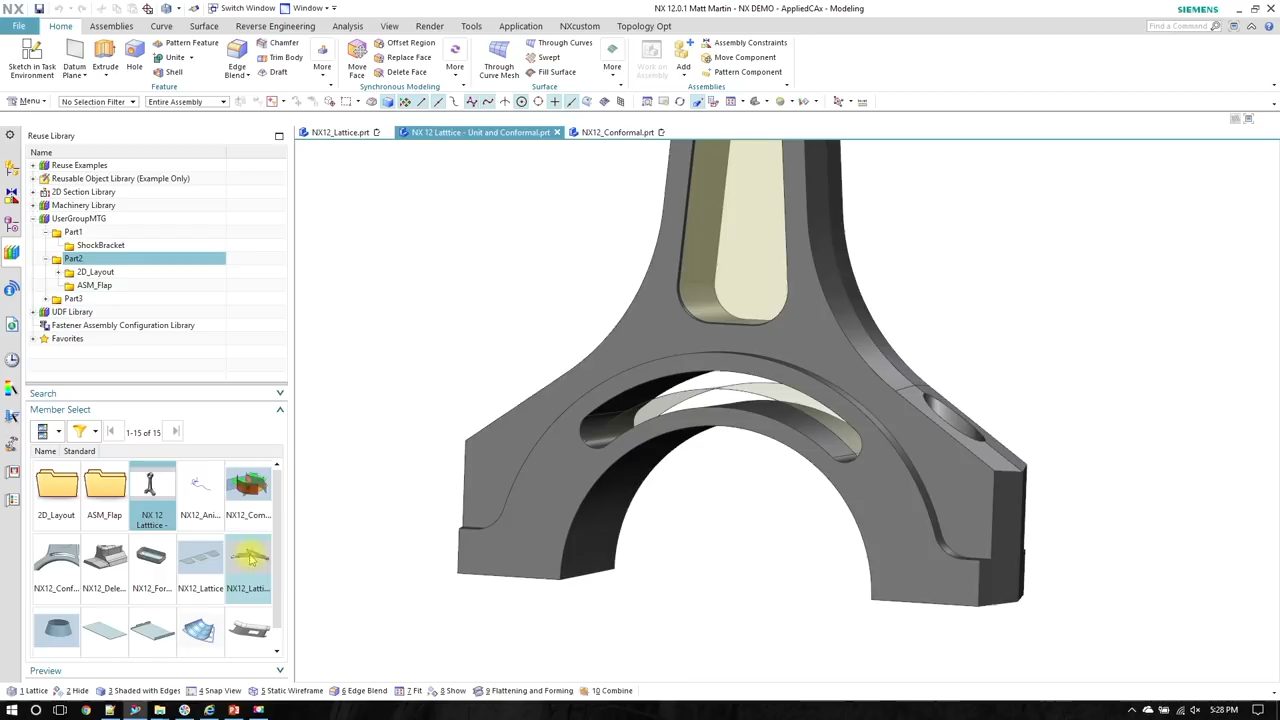 NX
Switch Window
Window
NX 12.0.1 Matt Martin - NX DEMO - AppliedCAx - Modeling
SIEMENS
File
Home
Assemblies
Curve
Surface
Reverse Engineering
Analysis
View
Render
Tools
Application
NXcustom
Topology Opt
Find a Command
Sketch in Task Environment
Datum Plane
Extrude
Hole
Pattern Feature
Unite
Shell
Edge Blend
Chamfer
Trim Body
Draft
More
Feature
Move Face
Offset Region
Replace Face
Delete Face
More
Synchronous Modeling
Through Curve Mesh
Through Curves
Swept
Fill Surface
More
Surface
Work on Assembly
Add
Assembly Constraints
Move Component
Pattern Component
Assemblies
Menu
No Selection Filter
Entire Assembly
Reuse Library
NX12_Lattice.prt
NX 12 Latttice - Unit and Conformal.prt
NX12_Conformal.prt
Name
Reuse Examples
Reusable Object Library (Example Only)
2D Section Library
Machinery Library
UserGroupMTG
Part1
ShockBracket
Part2
2D_Layout
ASM_Flap
Part3
UDF Library
Fastener Assembly Configuration Library
Favorites
Search
Member Select
1-15 of 15
Name
Standard
2D_Layout
ASM_Flap
NX 12 Latttice -
NX12_Ani...
NX12_Com...
NX12_Conf...
NX12_Dele...
NX12_For...
NX12_Lattice
NX12_Latti...
Preview
1 Lattice
2 Hide
3 Shaded with Edges
4 Snap View
5 Static Wireframe
6 Edge Blend
7 Fit
8 Show
9 Flattening and Forming
10 Combine
5:28 PM